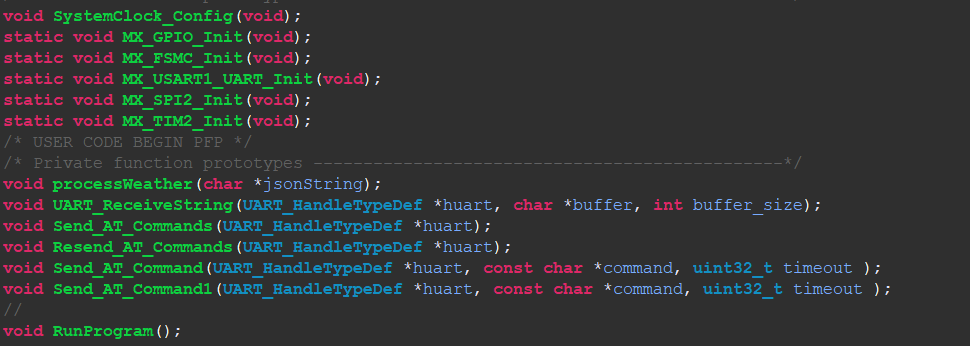 void SystemClock_Config(void);
static void MX_GPIO_Init(void);
static void MX_FSMC_Init(void);
static void MX_USART1_UART_Init(void);
static void MX_SPI2_Init(void);
static void MX_TIM2_Init(void);
/* USER CODE BEGIN PFP */
/* Private function prototypes -----------------------------------------------*/
void processWeather(char *jsonString);
void UART_ReceiveString(UART_HandleTypeDef *huart, char *buffer, int buffer_size);
void Send_AT_Commands(UART_HandleTypeDef *huart);
void Resend_AT_Commands(UART_HandleTypeDef *huart);
void Send_AT_Command(UART_HandleTypeDef *huart, const char *command, uint32_t timeout );
void Send_AT_Command1(UART_HandleTypeDef *huart, const char *command, uint32_t timeout );
//
void RunProgram();